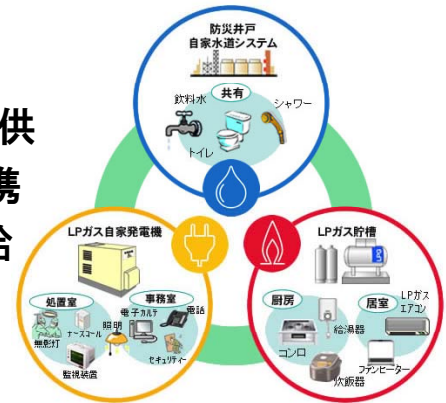 供
携
給
防災井戸
自家水道システム
共有
飲料水
トイレ
シャワー
LPガス自家発電機
処置室
無影灯
ナースコール
監視装置
照明
事務室
電子カルテ
電話
セキュリティー
LPガス貯槽
厨房
コンロ
給湯器
炊飯器
居室
LPガス
エアコン
ファンヒーター